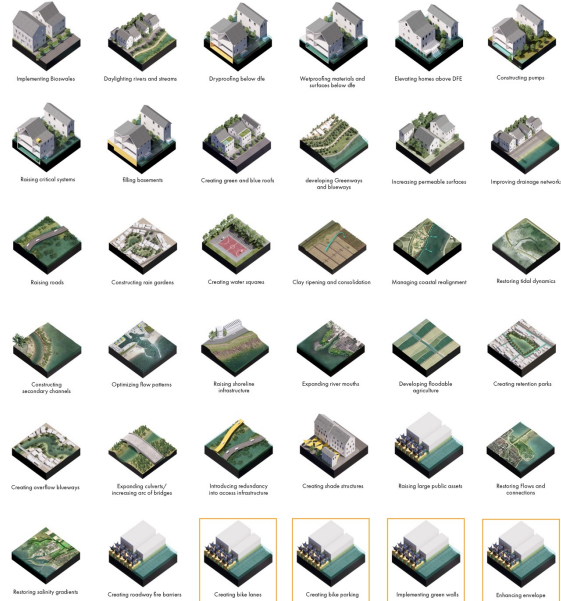 Implementing Bioswales
Daylighting rivers and streams
Dryproofing below dfe
Wetproofing materials and
surfaces below dfe
Elevating homes above DFE
Constructing pumps
Raising critical systems
filling basements
Creating green and blue roofs
developing Greenways
and blueways
Increasing permeable surfaces
Improving drainage network
Raising roads
Constructing rain gardens
Creating water squares
Clay ripening and consolidation
Managing coastal realignment
Restoring tidal dynamics
Constructing
secondary channels
Optimizing flow patterns
Raising shoreline
infrastructure
Expanding river mouths
Developing floodable
agriculture
Creating retention parks
Creating overflow blueways
Expanding culverts/
increasing arc of bridges
Introducing redundancy
into access infrastructure
Creating shade structures
Raising large public assets
Restoring Flows and
connections
Restoring salinity gradients
Creating roadway fire barriers
Creating bike lanes
Creating bike parking
Implementing green walls
Enhancing envelope